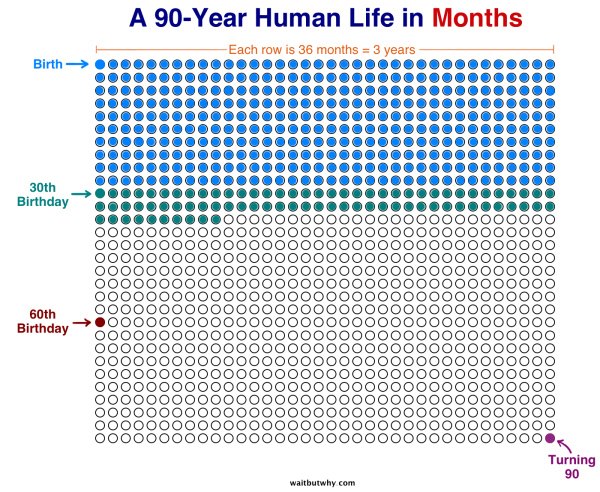 A 90-Year Human Life in Months
Each row is 36 months = 3 years
Birth
30th
Birthday
60th
Birthday
Turning
90
waitbutwhy.com